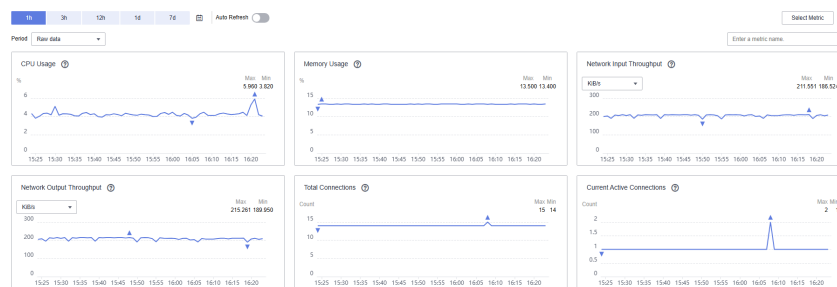 1h 3h 12h 1d 7d Auto Refresh Select Metric
Period Raw data Enter a metric name.
CPU Usage ?
% Max Min
5.960 3.820
6
4
2
0
15:25 15:30 15:35 15:40 15:45 15:50 15:55 16:00 16:05 16:10 16:15 16:20
Memory Usage ?
% Max Min
13.500 13.400
15
10
5
0
15:25 15:30 15:35 15:40 15:45 15:50 15:55 16:00 16:05 16:10 16:15 16:20
Network Input Throughput ?
KiB/s Max Min
211.551 186.524
300
200
100
0
15:25 15:30 15:35 15:40 15:45 15:50 15:55 16:00 16:05 16:10 16:15 16:20
Network Output Throughput ?
KiB/s Max Min
215.261 189.950
300
200
100
0
15:25 15:30 15:35 15:40 15:45 15:50 15:55 16:00 16:05 16:10 16:15 16:20
Total Connections ?
Count Max Min
15 14
15
10
5
0
15:25 15:30 15:35 15:40 15:45 15:50 15:55 16:00 16:05 16:10 16:15 16:20
Current Active Connections ?
Count Max Min
2
2
1.5
1
0.5
0
15:25 15:30 15:35 15:40 15:45 15:50 15:55 16:00 16:05 16:10 16:15 16:20